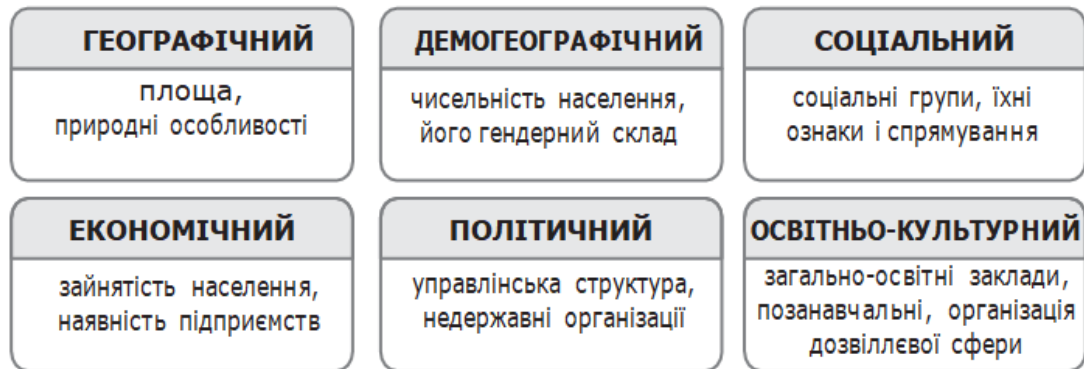 ГЕОГРАФІЧНИЙ
площа,
природні особливості
ДЕМОГЕОГРАФІЧНИЙ
чисельність населення,
його гендерний склад
СОЦІАЛЬНИЙ
соціальні групи, їхні
ознаки і спрямування
ЕКОНОМІЧНИЙ
зайнятість населення,
наявність підприємств
ПОЛІТИЧНИЙ
управлінська структура,
недержавні організації
ОСВІТНЬО-КУЛЬТУРНИЙ
загально-освітні заклади,
позанавчальні, організація
дозвіллєвої сфери